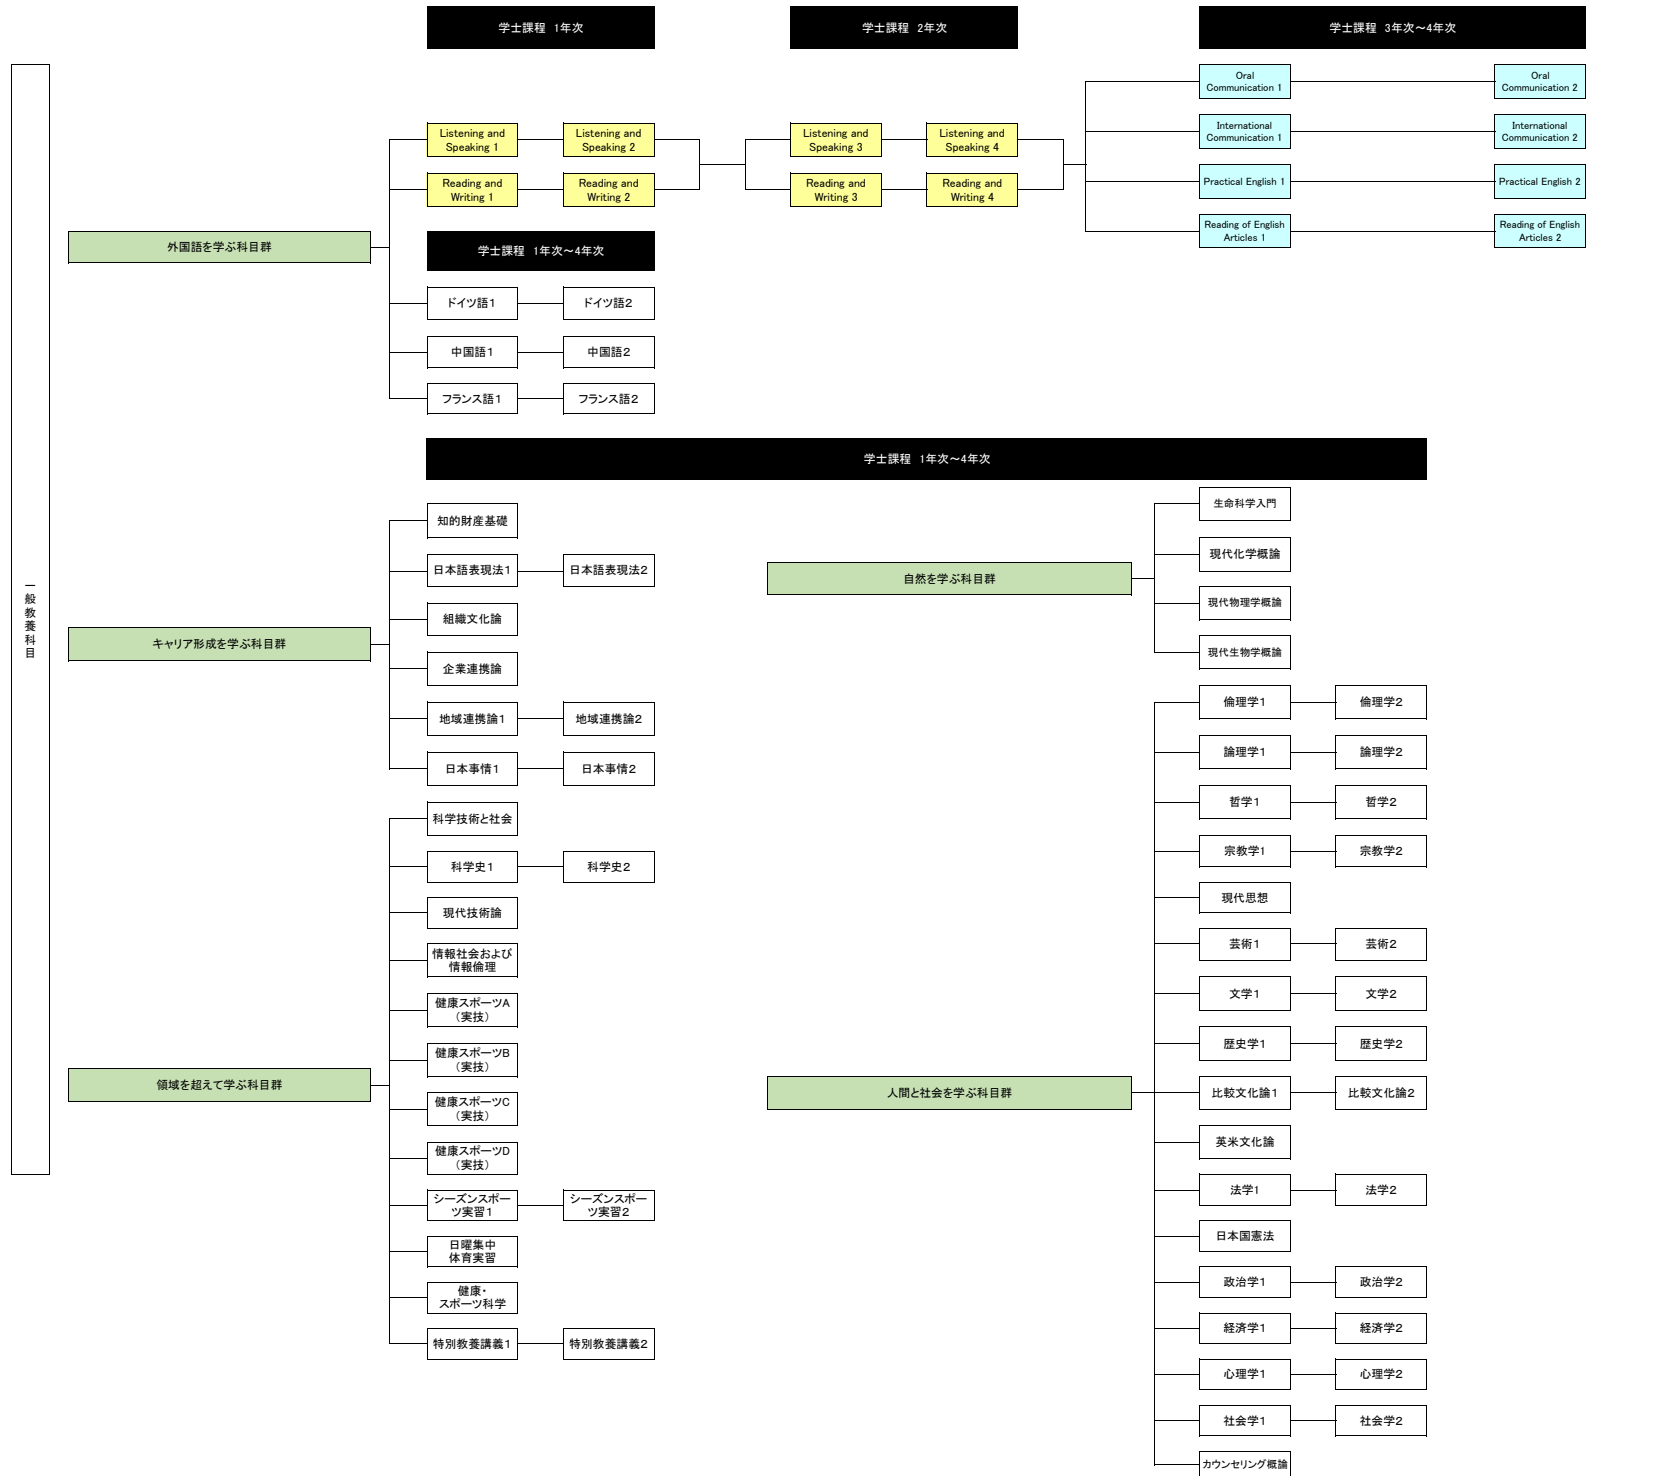 学士課程 1年次
学士課程 2年次
学士課程 3年次～4年次
一般教養科目
外国語を学ぶ科目群
Listening and
Speaking 1
Listening and
Speaking 2
Listening and
Speaking 3
Listening and
Speaking 4
Reading and
Writing 1
Reading and
Writing 2
Reading and
Writing 3
Reading and
Writing 4
Oral
Communication 1
Oral
Communication 2
International
Communication 1
International
Communication 2
Practical English 1
Practical English 2
Reading of English
Articles 1
Reading of English
Articles 2
学士課程 1年次～4年次
ドイツ語1
ドイツ語2
中国語1
中国語2
フランス語1
フランス語2
学士課程 1年次～4年次
キャリア形成を学ぶ科目群
知的財産基礎
日本語表現法1
日本語表現法2
組織文化論
企業連携論
地域連携論1
地域連携論2
日本事情1
日本事情2
領域を超えて学ぶ科目群
科学技術と社会
科学史1
科学史2
現代技術論
情報社会および
情報倫理
健康スポーツA
（実技）
健康スポーツB
（実技）
健康スポーツC
（実技）
健康スポーツD
（実技）
シーズンスポー
ツ実習1
シーズンスポー
ツ実習2
日曜集中
体育実習
健康・
スポーツ科学
特別教養講義1
特別教養講義2
自然を学ぶ科目群
生命科学入門
現代化学概論
現代物理学概論
現代生物学概論
人間と社会を学ぶ科目群
倫理学1
倫理学2
論理学1
論理学2
哲学1
哲学2
宗教学1
宗教学2
現代思想
芸術1
芸術2
文学1
文学2
歴史学1
歴史学2
比較文化論1
比較文化論2
英米文化論
法学1
法学2
日本国憲法
政治学1
政治学2
経済学1
経済学2
心理学1
心理学2
社会学1
社会学2
カウンセリング概論